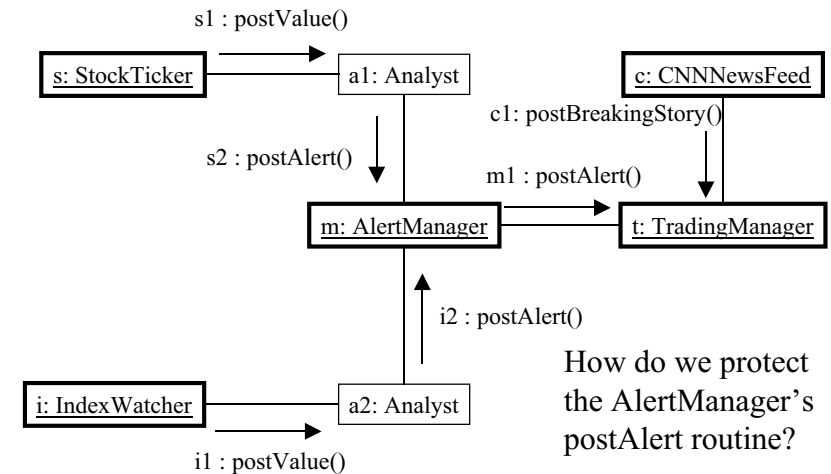 s1 : postValue()
s: StockTicker
a1: Analyst
c: CNNNewsFeed
c1: postBreakingStory()
s2 : postAlert()
m1 : postAlert()
m: AlertManager
t: TradingManager
i2 : postAlert()
i: IndexWatcher
a2: Analyst
i1 : postValue()
How do we protect
the AlertManager's
postAlert routine?